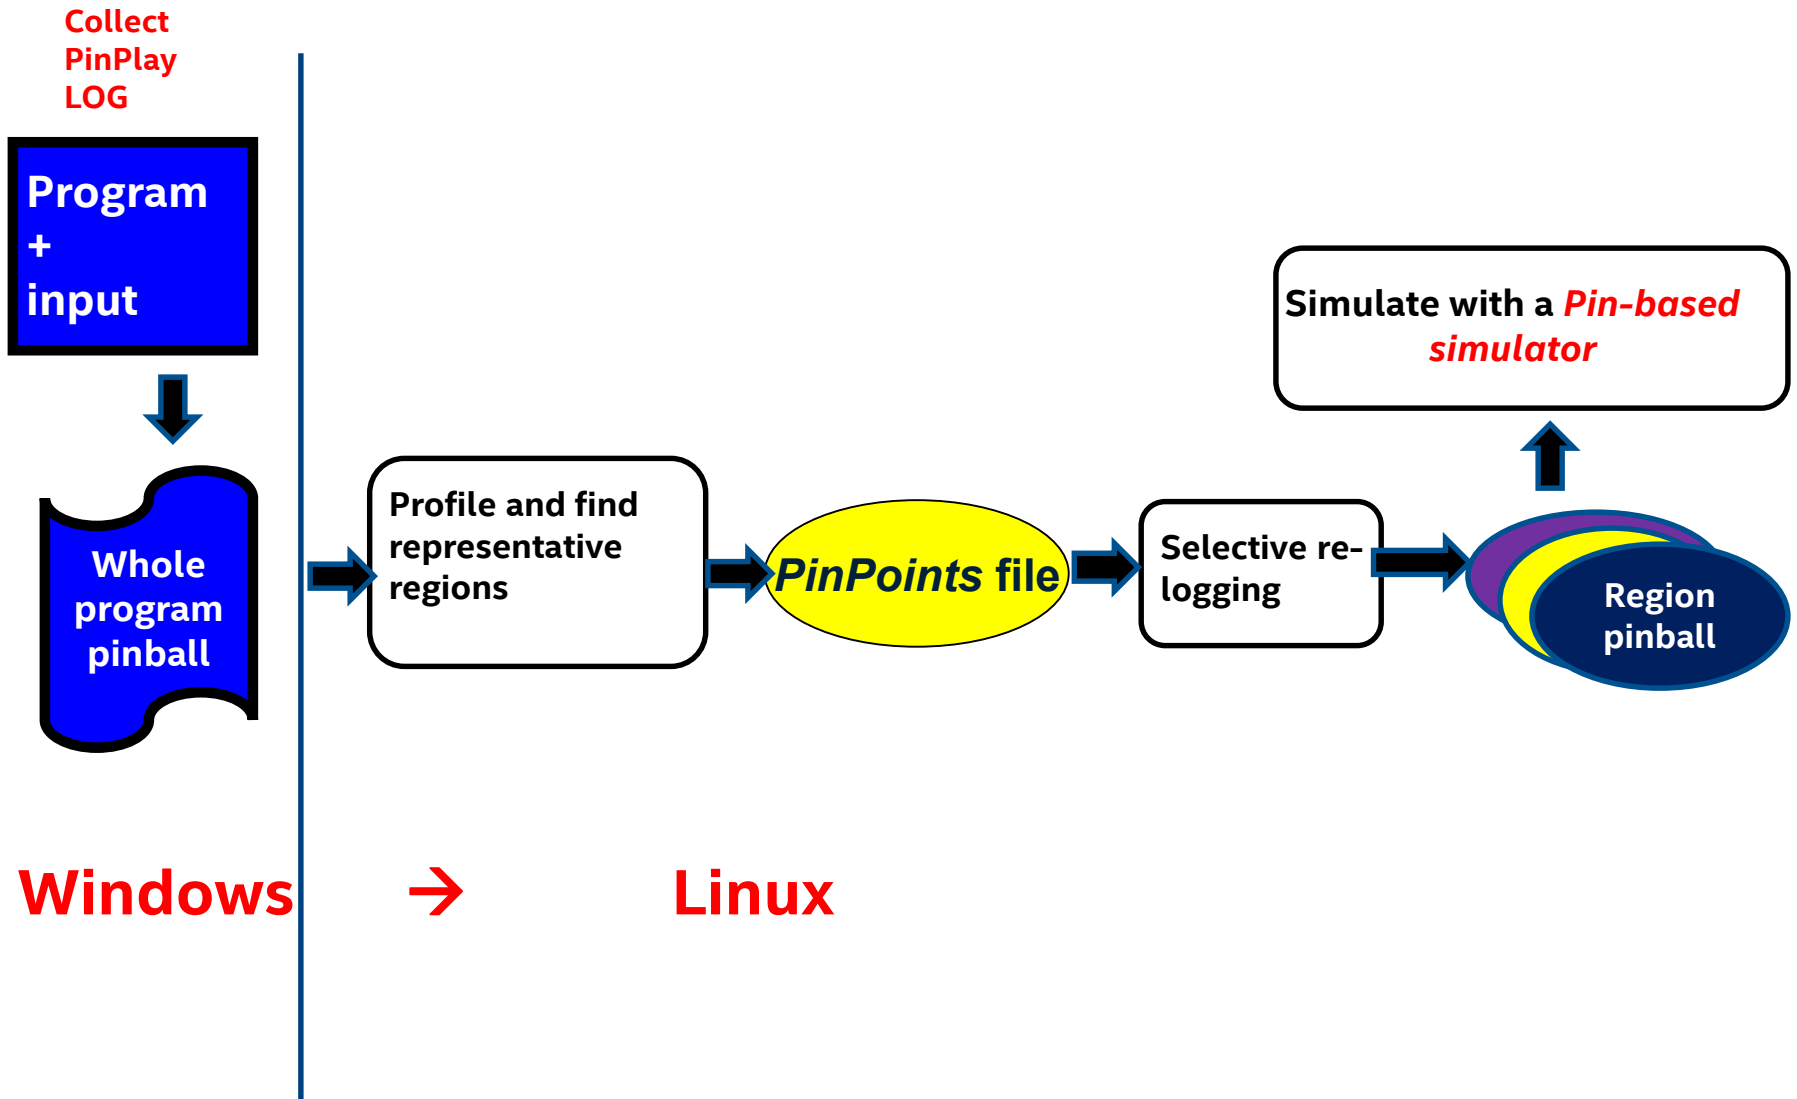 Collect
PinPlay
LOG
Program
+
input
Whole
program
pinball
Profile and find
representative
regions
PinPoints file
Selective re-
logging
Region
pinball
Simulate with a Pin-based
simulator
Windows → Linux